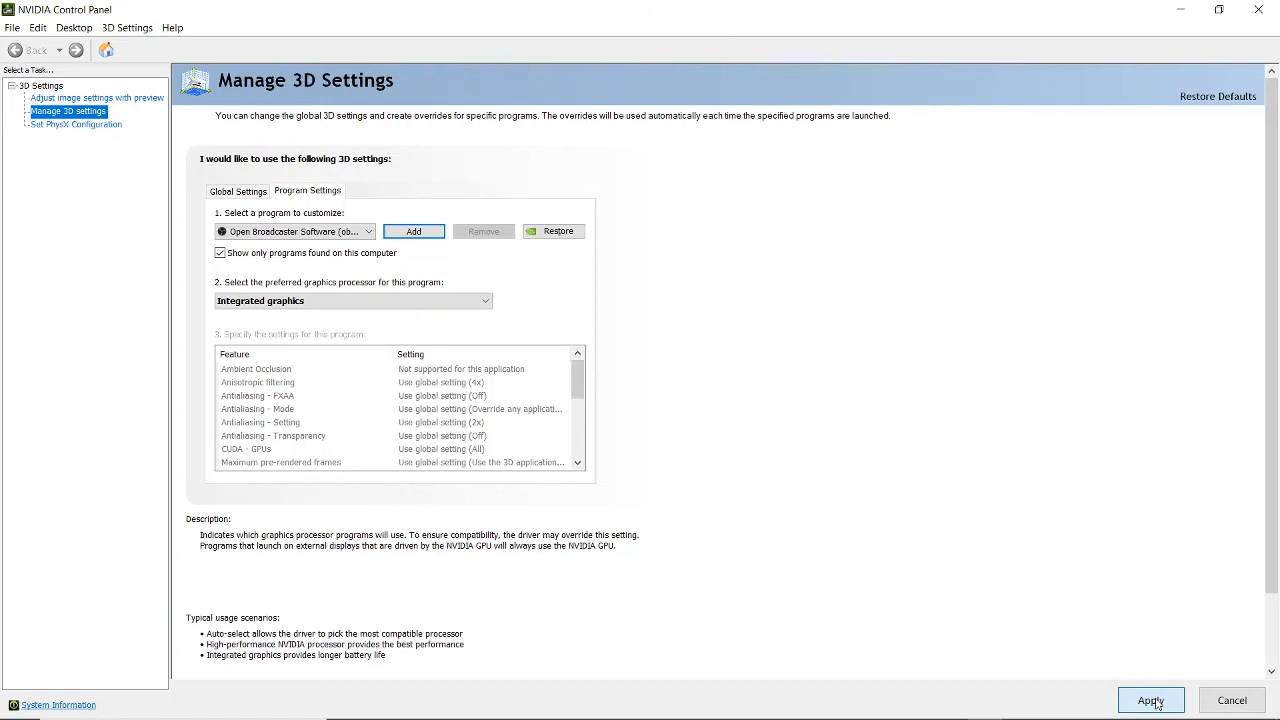 NVIDIA Control Panel
File Edit Desktop 3D Settings Help
Back
Select a Task...
3D Settings
Adjust image settings with preview
Manage 3D settings
Set PhysX Configuration
System Information
Manage 3D Settings
Restore Defaults
You can change the global 3D settings and create overrides for specific programs. The overrides will be used automatically each time the specified programs are launched.
I would like to use the following 3D settings:
Global Settings Program Settings
1. Select a program to customize:
Open Broadcaster Software (ob... Add Remove Restore
Show only programs found on this computer
2. Select the preferred graphics processor for this program:
Integrated graphics
3. Specify the settings for this program:
Feature Setting
Ambient Occlusion Not supported for this application
Anisotropic filtering Use global setting (4x)
Antialiasing - FXAA Use global setting (Off)
Antialiasing - Mode Use global setting (Override any applicati...
Antialiasing - Setting Use global setting (2x)
Antialiasing - Transparency Use global setting (Off)
CUDA - GPUs Use global setting (All)
Maximum pre-rendered frames Use global setting (Use the 3D application...
Description:
Indicates which graphics processor programs will use. To ensure compatibility, the driver may override this setting.
Programs that launch on external displays that are driven by the NVIDIA GPU will always use the NVIDIA GPU.
Typical usage scenarios:
• Auto-select allows the driver to pick the most compatible processor
• High-performance NVIDIA processor provides the best performance
• Integrated graphics provides longer battery life
Apply Cancel